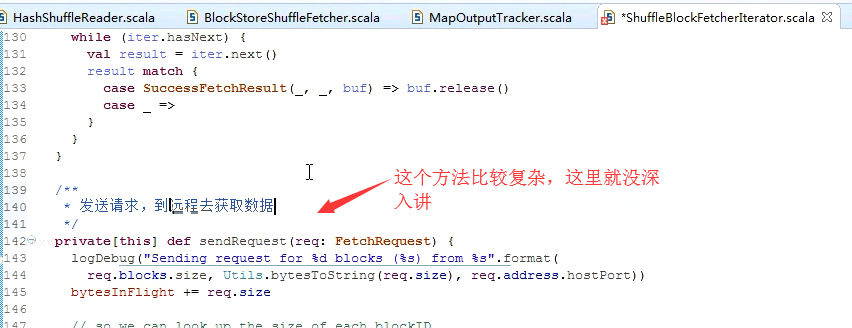 HashShuffleReader.scala BlockStoreShuffleFetcher.scala MapOutputTracker.scala *ShuffleBlockFetcherIterator.scala
130 while (iter.hasNext) {
131 val result = iter.next()
132 result match {
133 case SuccessFetchResult(_, _, buf) => buf.release()
134 case _ =>
135 }
136 }
137 }
138
139 /**
140 * 发送请求，到远程去获取数据
141 */
142 private[this] def sendRequest(req: FetchRequest) {
143 logDebug("Sending request for %d blocks (%s) from %s".format(
144 req.blocks.size, Utils.bytesToString(req.size), req.address.hostPort))
145 bytesInFlight += req.size
146
147 // so we can look up the size of each blockID
这个方法比较复杂，这里就没深
入讲